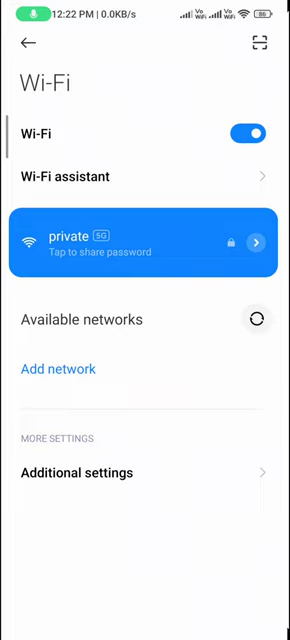 12:22 PM | 0.0KB/s Vo WiFi Vo WiFi 86
Wi-Fi
Wi-Fi
Wi-Fi assistant
private 5G
Tap to share password
Available networks
Add network
MORE SETTINGS
Additional settings